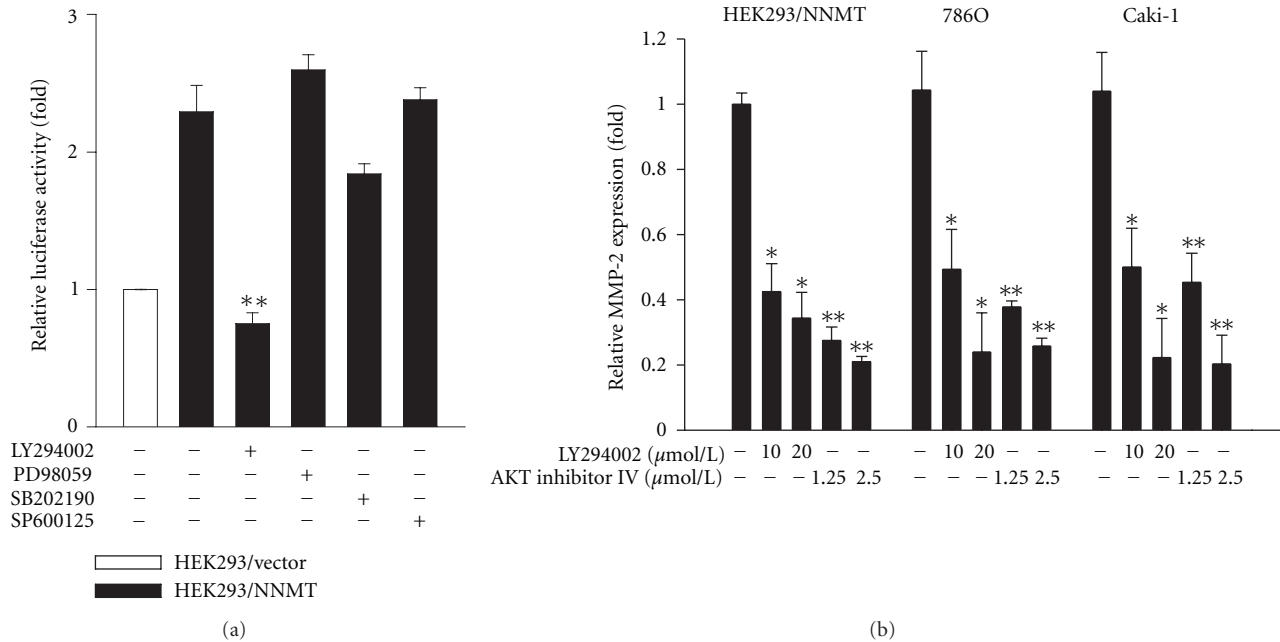 3
2
1
0
Relative luciferase activity (fold)
**
LY294002 − − + − − −
PD98059 − − − + − −
SB202190 − − − − + −
SP600125 − − − − − +
HEK293/vector
HEK293/NNMT
(a)
HEK293/NNMT 786O Caki-1
1.2
1
0.8
0.6
0.4
0.2
0
Relative MMP-2 expression (fold)
* * ** **
* * ** **
* * ** **
LY294002 (μmol/L) − 10 20 − − − 10 20 − − − 10 20 − −
AKT inhibitor IV (μmol/L) − − − 1.25 2.5 − − − 1.25 2.5 − − − 1.25 2.5
(b)